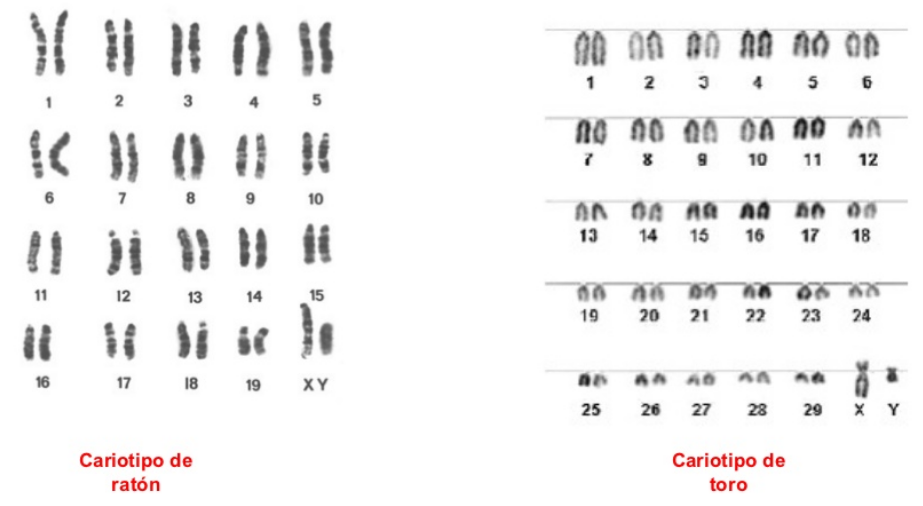 1 2 3 4 5
6 7 8 9 10
11 12 13 14 15
16 17 18 19 X Y
Cariotipo de
ratón
1 2 3 4 5 6
7 8 9 10 11 12
13 14 15 16 17 18
19 20 21 22 23 24
25 26 27 28 29 X Y
Cariotipo de
toro